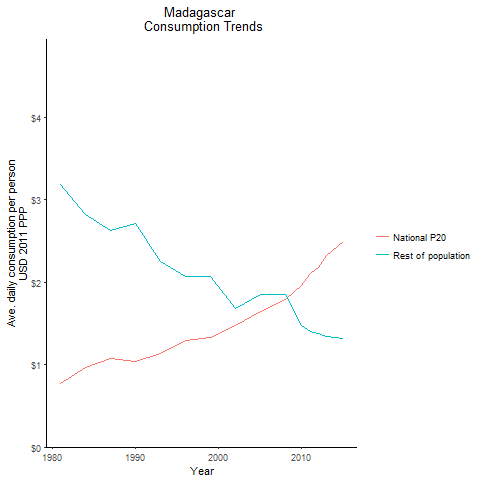 Madagascar
Consumption Trends
Ave. daily consumption per person
USD 2011 PPP
$4
$3
$2
$1
$0
1980 1990 2000 2010
Year
National P20
Rest of population